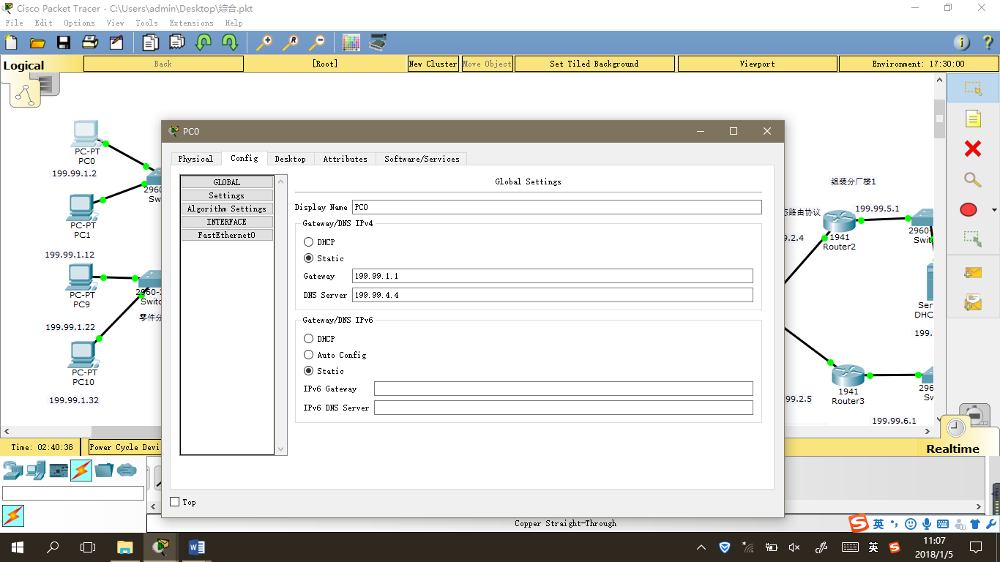 Cisco Packet Tracer - C:\Users\admin\Desktop\综合.pkt
File Edit Options View Tools Extensions Help
Logical Back [Root] New Cluster Move Object Set Tiled Background Viewport Environment: 17:30:00
PC-PT
PC0
199.99.1.2
PC-PT
PC1
199.99.1.12
PC-PT
PC9
199.99.1.22
PC-PT
PC10
199.99.1.32
2960
Sw
2960-
Switc
零件分
PC0
Physical Config Desktop Attributes Software/Services
GLOBAL
Settings
Algorithm Settings
INTERFACE
FastEthernet0
Global Settings
Display Name PC0
Gateway/DNS IPv4
DHCP
Static
Gateway 199.99.1.1
DNS Server 199.99.4.4
Gateway/DNS IPv6
DHCP
Auto Config
Static
IPv6 Gateway
IPv6 DNS Server
Top
组装分厂楼1
态路由协议
199.99.5.1
9.2.4
1941
Router2
2960
Swit
Ser
DHC
199.9
1941
Router3
99.2.5
2960
Sw
199.99.6.1
Time: 02:40:38 Power Cycle Devi
Realtime
Copper Straight-Through
英
英
11:07
2018/1/5